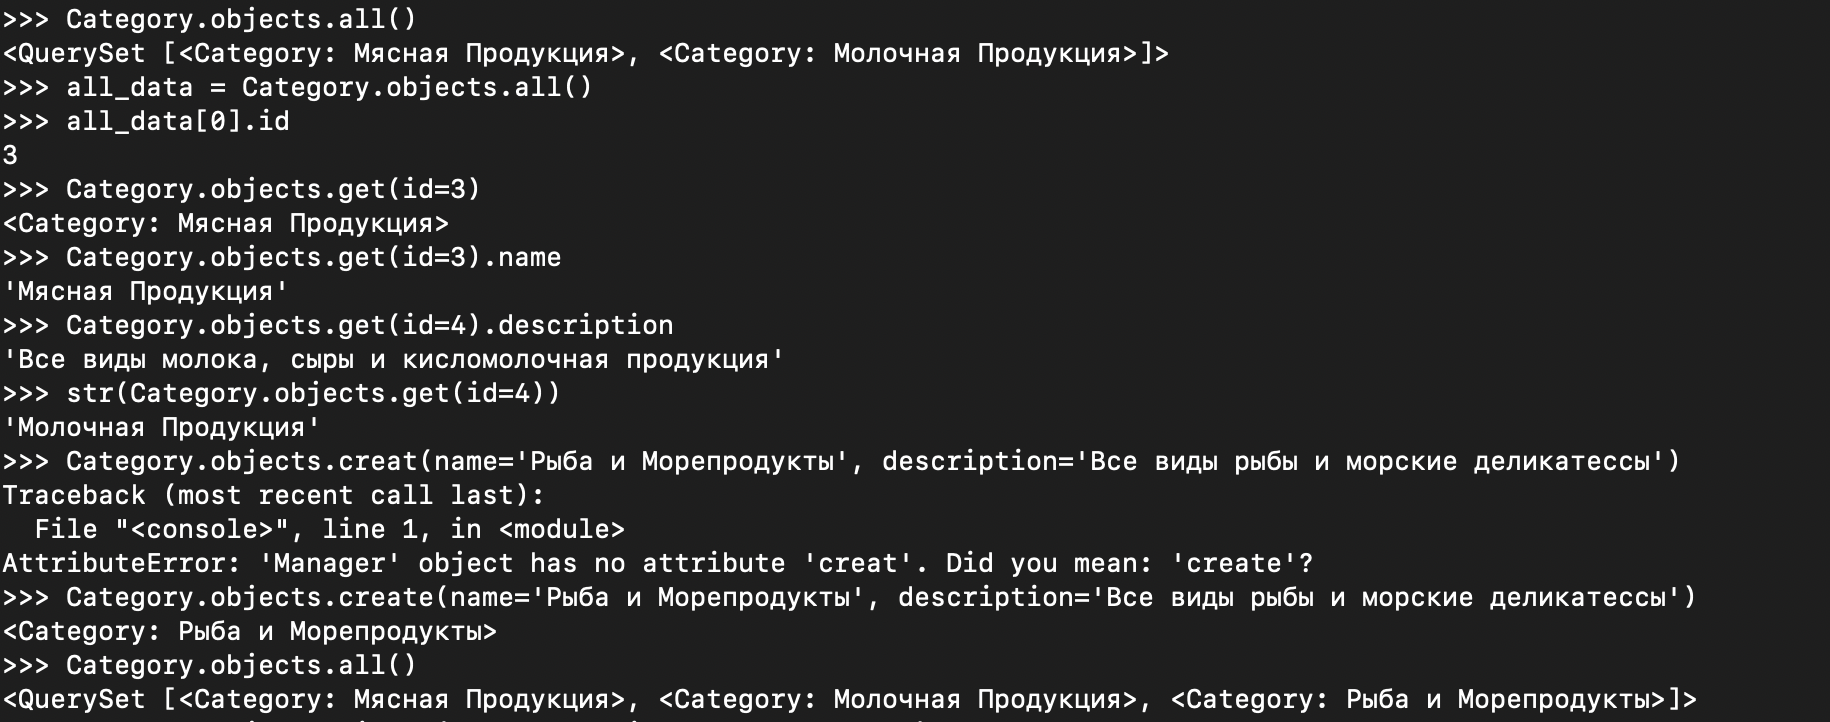 >>> Category.objects.all()
<QuerySet [<Category: Мясная Продукция>, <Category: Молочная Продукция>]>
>>> all_data = Category.objects.all()
>>> all_data[0].id
3
>>> Category.objects.get(id=3)
<Category: Мясная Продукция>
>>> Category.objects.get(id=3).name
'Мясная Продукция'
>>> Category.objects.get(id=4).description
'Все виды молока, сыры и кисломолочная продукция'
>>> str(Category.objects.get(id=4))
'Молочная Продукция'
>>> Category.objects.creat(name='Рыба и Морепродукты', description='Все виды рыбы и морские деликатессы')
Traceback (most recent call last):
  File "<console>", line 1, in <module>
AttributeError: 'Manager' object has no attribute 'creat'. Did you mean: 'create'?
>>> Category.objects.create(name='Рыба и Морепродукты', description='Все виды рыбы и морские деликатессы')
<Category: Рыба и Морепродукты>
>>> Category.objects.all()
<QuerySet [<Category: Мясная Продукция>, <Category: Молочная Продукция>, <Category: Рыба и Морепродукты>]>